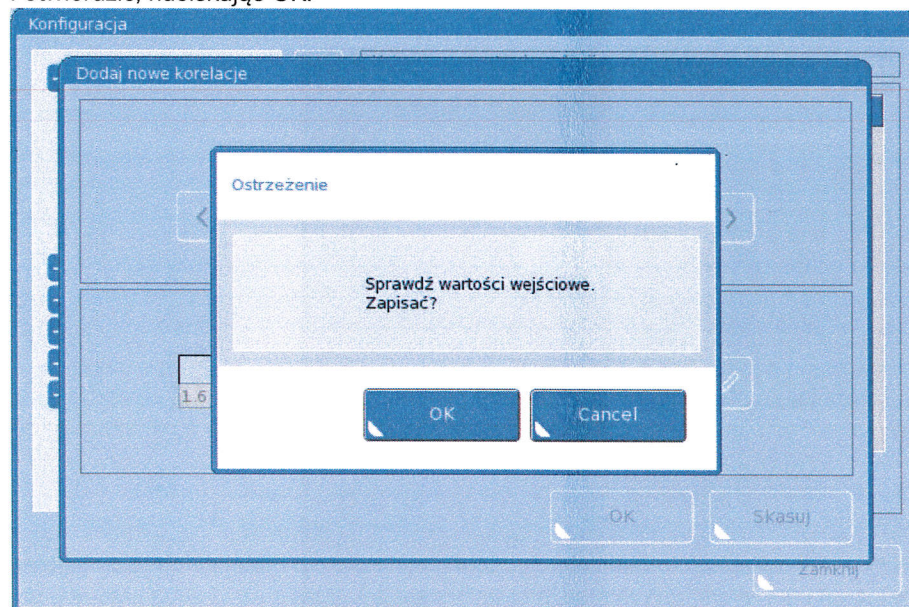 Konfiguracja
Dodaj nowe korelacje
Ostrzeżenie
Sprawdź wartości wejściowe.
Zapisać?
1.6
OK
Cancel
OK
Skasuj
Zamknij